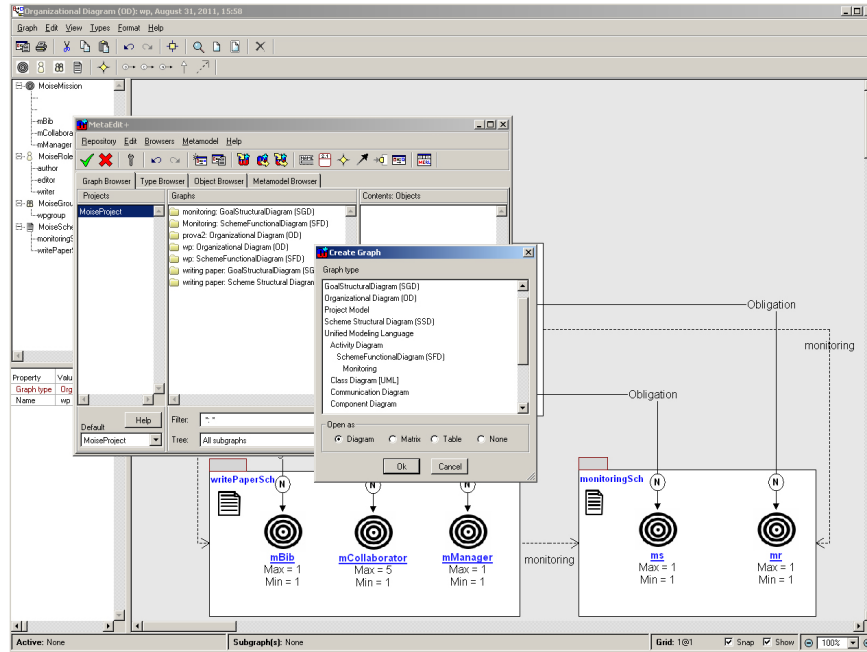 Organizational Diagram (OD): wp, August 31, 2011, 15:58
Graph Edit View Types Format Help
MoiseMission
mBib
mCollabora
mManager
MoiseRole
author
editor
writer
MoiseGrou
wpgroup
MoiseSche
monitoringS
writePaperS
Property Valu
Graph type Org
Name wp
MetaEdit+
Repository Edit Browsers Metamodel Help
Graph Browser Type Browser Object Browser Metamodel Browser
Projects Graphs Contents: Objects
MoiseProject
monitoring: GoalStructuralDiagram (SGD)
Monitoring: SchemeFunctionalDiagram (SFD)
prova2: Organizational Diagram (OD)
wp: Organizational Diagram (OD)
wp: SchemeFunctionalDiagram (SFD)
writing paper: GoalStructuralDiagram (SG
writing paper: Scheme Structural Diagram
Default Help
MoiseProject
Filter: *: *
Tree: All subgraphs
Create Graph
Graph type
GoalStructuralDiagram (SGD)
Organizational Diagram (OD)
Project Model
Scheme Structural Diagram (SSD)
Unified Modeling Language
Activity Diagram
SchemeFunctionalDiagram (SFD)
Monitoring
Class Diagram [UML]
Communication Diagram
Component Diagram
Open as
Diagram Matrix Table None
Ok Cancel
Obligation
monitoring
Obligation
writePaperSch N N N
mBib mCollaborator mManager
Max = 1 Max = 5 Max = 1
Min = 1 Min = 1 Min = 1
monitoring
monitoringSch N N
ms mr
Max = 1 Max = 1
Min = 1 Min = 1
Active: None Subgraph(s): None Grid: 1@1 Snap Show 100%